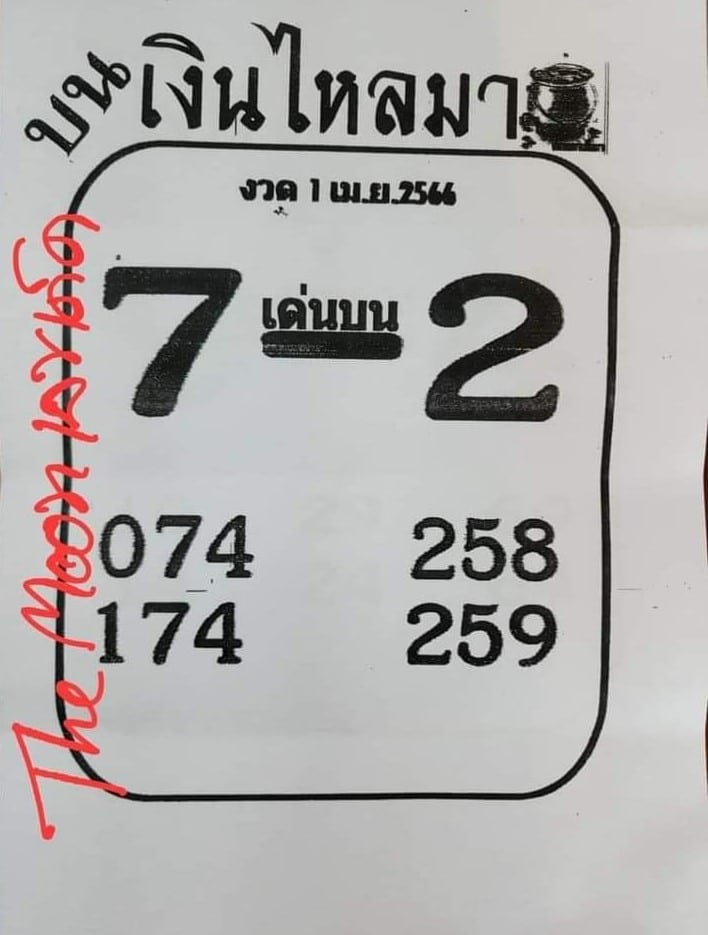 บน เงินไหลมา
งวด 1 เม.ย.2566
7 เด่นบน 2
074 258
174 259
The Moon เลขเด็ด